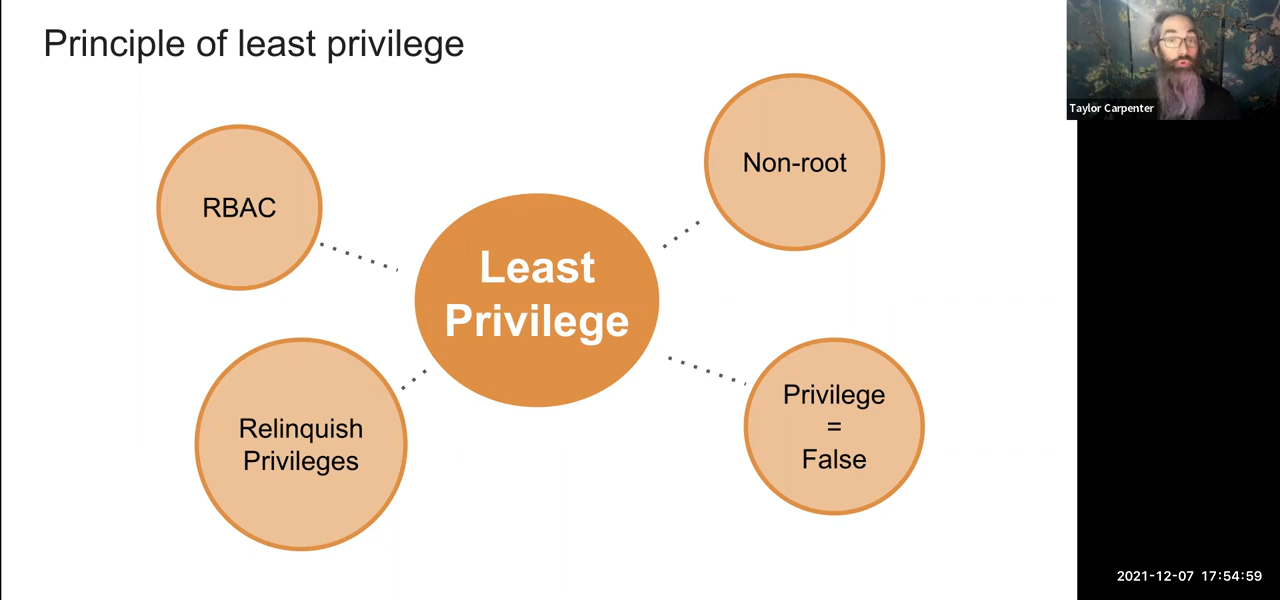 Principle of least privilege
Taylor Carpenter
RBAC
Non-root
Least
Privilege
Relinquish
Privileges
Privilege
=
False
2021-12-07 17:54:59